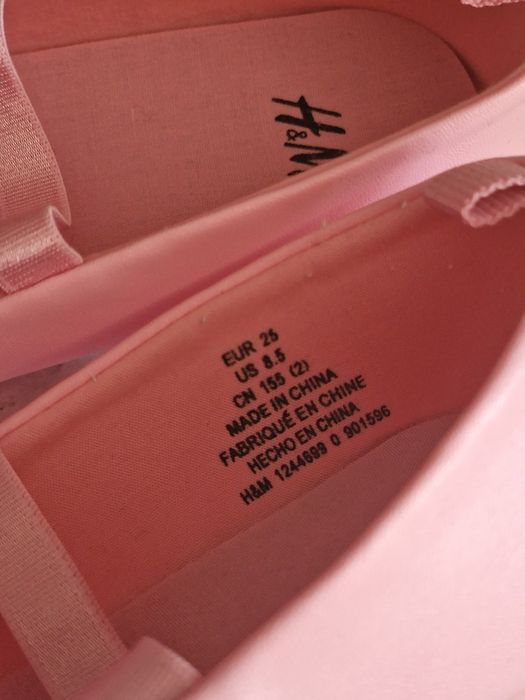 H&M
EUR 25
US 8.5
CN 155 (2)
MADE IN CHINA
FABRIQUÉ EN CHINE
HECHO EN CHINA
H&M 1244699 0 901596